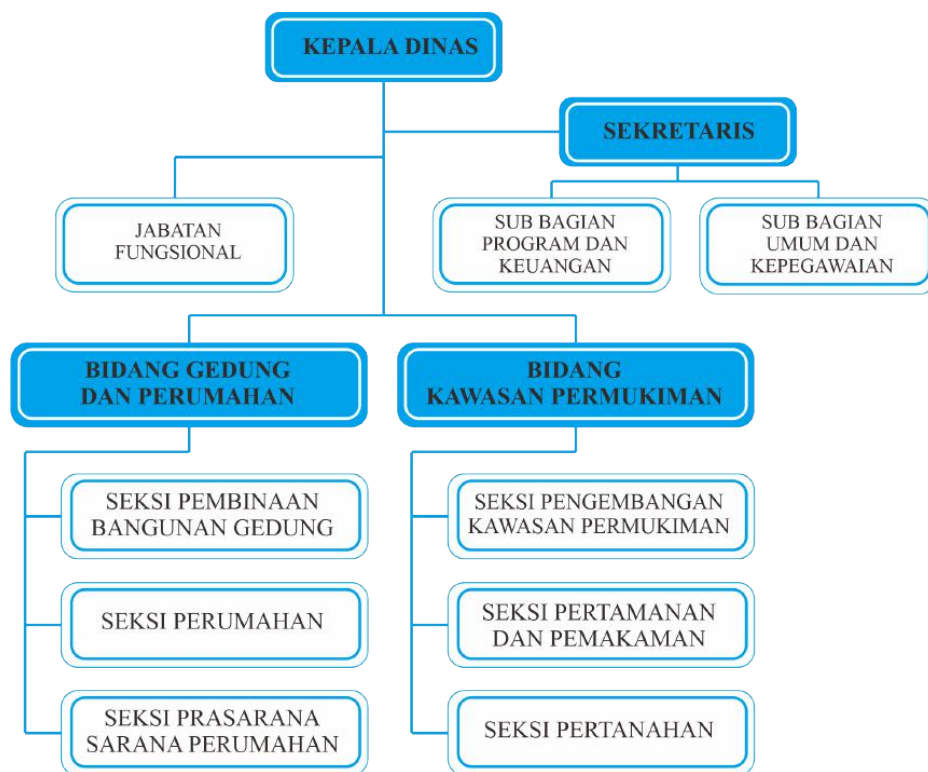 KEPALA DINAS
SEKRETARIS
JABATAN
FUNGSIONAL
SUB BAGIAN
PROGRAM DAN
KEUANGAN
SUB BAGIAN
UMUM DAN
KEPEGAWAIAN
BIDANG GEDUNG
DAN PERUMAHAN
BIDANG
KAWASAN PERMUKIMAN
SEKSI PEMBINAAN
BANGUNAN GEDUNG
SEKSI PERUMAHAN
SEKSI PRASARANA
SARANA PERUMAHAN
SEKSI PENGEMBANGAN
KAWASAN PERMUKIMAN
SEKSI PERTAMANAN
DAN PEMAKAMAN
SEKSI PERTANAHAN